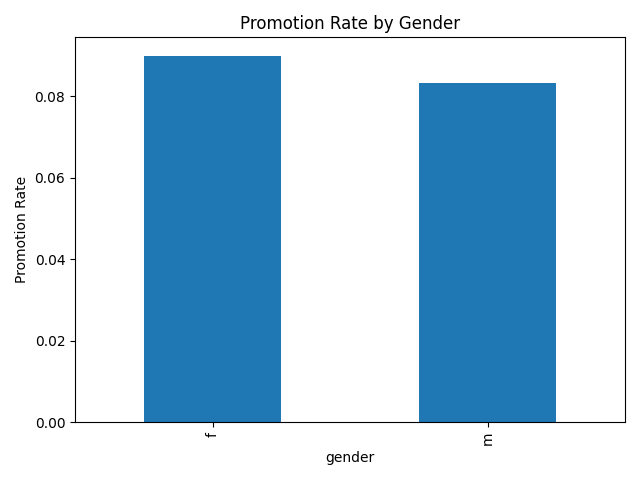 Promotion Rate by Gender
Promotion Rate
0.08
0.06
0.04
0.02
0.00
f
m
gender